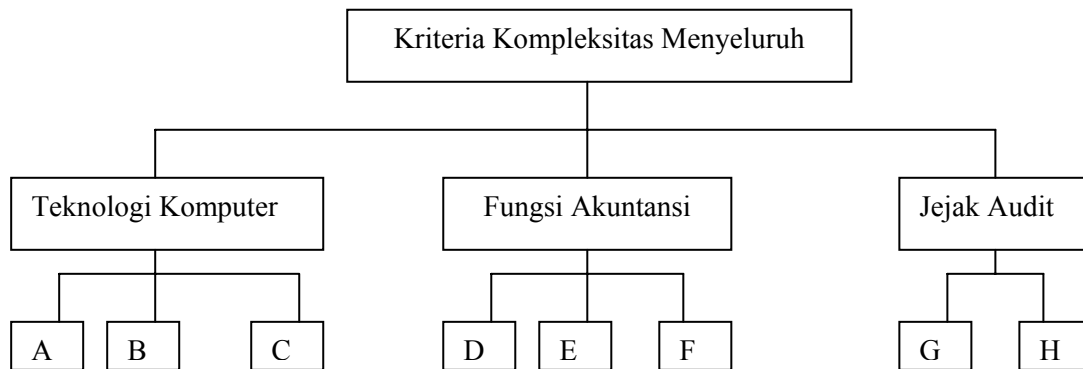 Kriteria Kompleksitas Menyeluruh
Teknologi Komputer
Fungsi Akuntansi
Jejak Audit
A
B
C
D
E
F
G
H